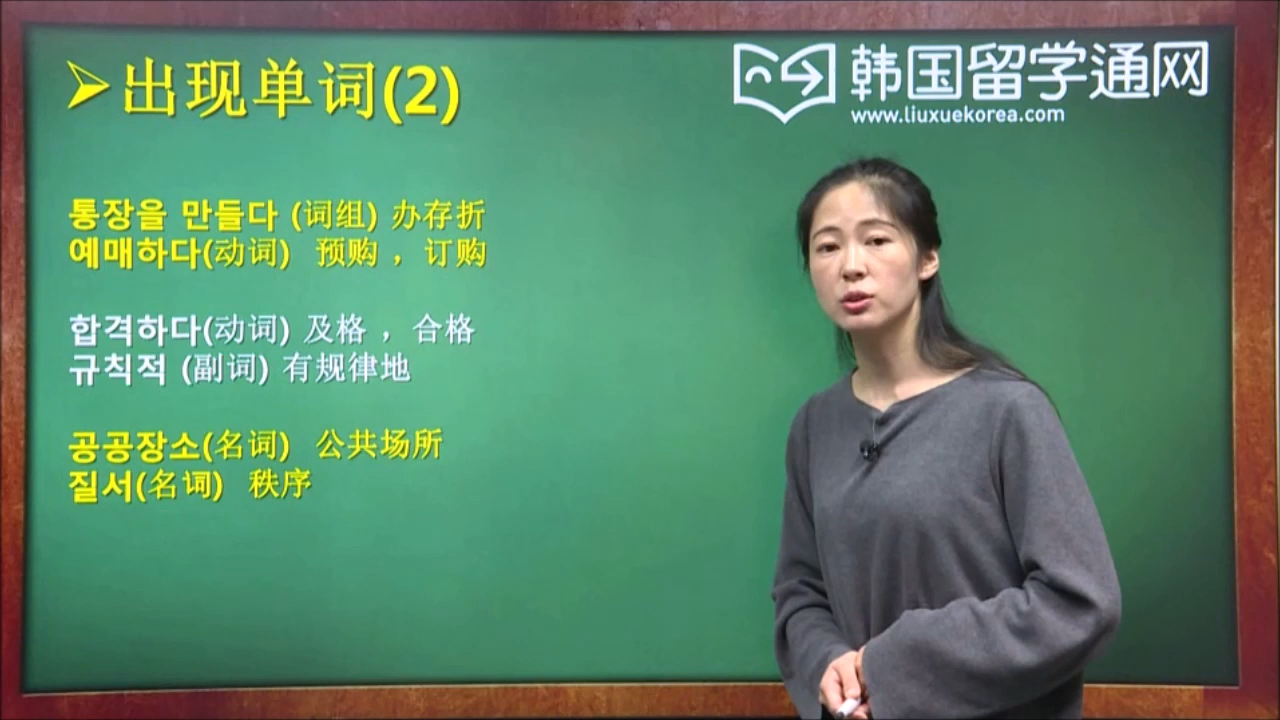 出现单词(2)
韩国留学通网
www.liuxuekorea.com
통장을 만들다 (词组) 办存折
예매하다(动词) 预购 ，订购
합격하다(动词) 及格 ，合格
규칙적 (副词) 有规律地
공공장소(名词) 公共场所
질서(名词) 秩序